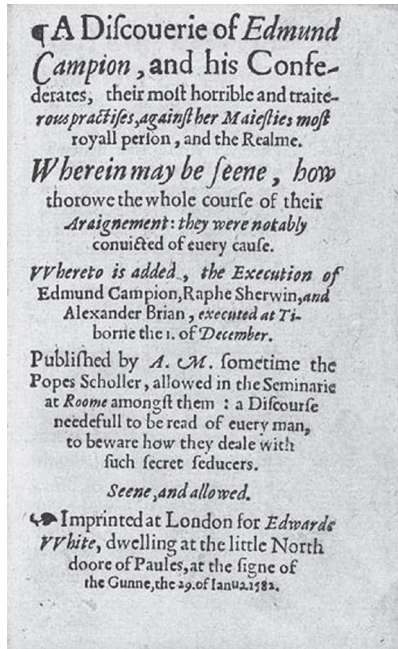 ¶A Diſcouerie of Edmund
Campion, and his Confe-
derates, their moſt horrible and traite-
rous practiſes, againſt her Maieſties moſt
royall perſon, and the Realme.
Wherein may be ſeene, how
thorowe the whole courſe of their
Araignement: they were notably
conuicted of euery cauſe.
VVhereto is added, the Execution of
Edmund Campion, Raphe Sherwin, and
Alexander Brian, executed at Ti-
borne the 1. of December.
Publiſhed by A. M. ſometime the
Popes Scholler, allowed in the Seminarie
at Roome amongſt them : a Diſcourſe
needefull to be read of euery man,
to beware how they deale with
ſuch ſecret ſeducers.
Seene, and allowed.
☙Imprinted at London for Edwarde
VVhite, dwelling at the little North
doore of Paules, at the ſigne of
the Gunne, the 29. of Ianua. 1582.